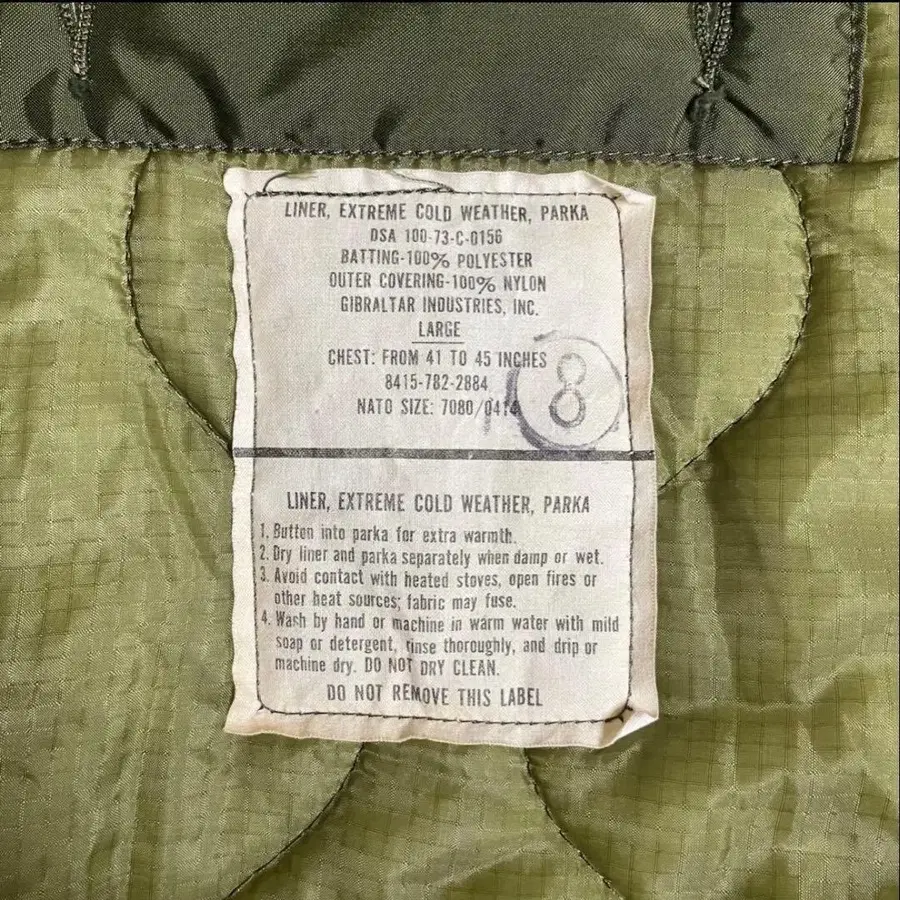 LINER, EXTREME COLD WEATHER, PARKA
DSA 100-73-C-0156
BATTING-100% POLYESTER
OUTER COVERING-100% NYLON
GIBRALTAR INDUSTRIES, INC.
LARGE
CHEST: FROM 41 TO 45 INCHES
8415-782-2884
NATO SIZE: 7080/0414
8
LINER, EXTREME COLD WEATHER, PARKA
1. Button into parka for extra warmth.
2. Dry liner and parka separately when damp or wet.
3. Avoid contact with heated stoves, open fires or
other heat sources; fabric may fuse.
4. Wash by hand or machine in warm water with mild
soap or detergent, rinse thoroughly, and drip or
machine dry. DO NOT DRY CLEAN.
DO NOT REMOVE THIS LABEL